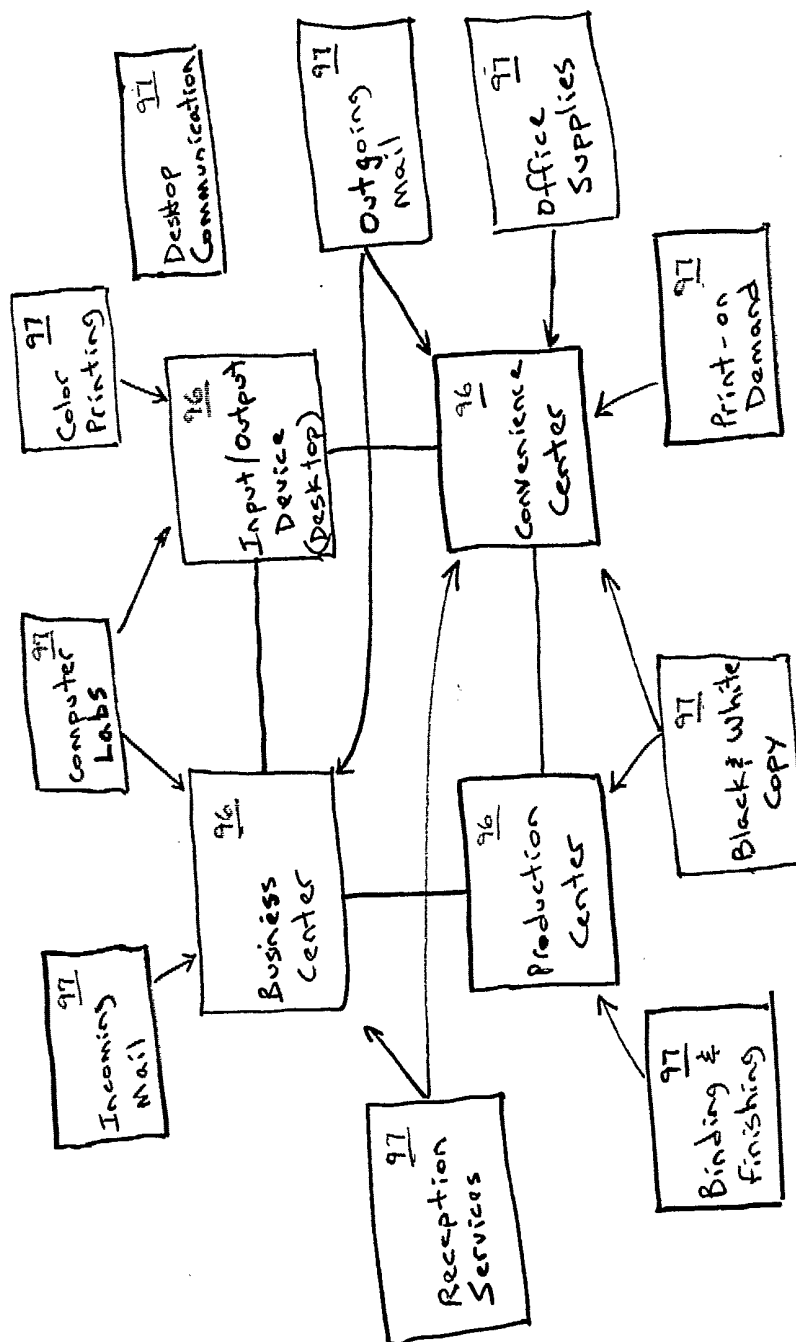 97
Incoming
Mail
97
Computer
Labs
97
Color
Printing
Desktop 97
Communication
96
Business
Center
96
Input/Output
Device
(Desktop)
97
Outgoing
Mail
97
Reception
Services
96
Production
Center
96
Convenience
Center
97
Office
Supplies
97
Binding &
Finishing
97
Black & White
Copy
97
Print-on
Demand